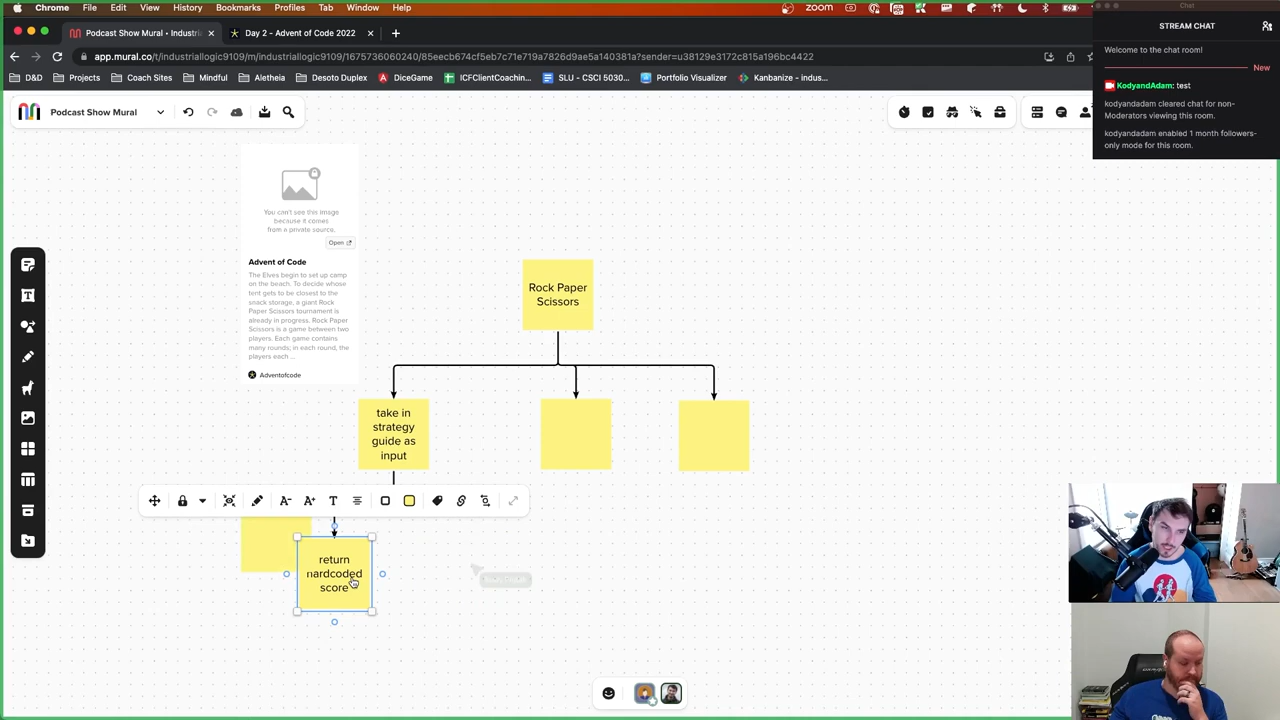 Chrome File Edit View History Bookmarks Profiles Tab Window Help
zoom
Podcast Show Mural • Industri
Day 2 - Advent of Code 2022
app.mural.co/t/industriallogic9109/m/industriallogic9109/1675736060240/85eecb674cf5eb7c71e719a7826d9ae5a140381a?sender=u38129e3172c815a196bc4422
D&D
Projects
Coach Sites
Mindful
Aletheia
Desoto Duplex
DiceGame
ICFClientCoachin...
SLU - CSCI 5030:...
Portfolio Visualizer
Kanbanize - indus...
Podcast Show Mural
Chat
STREAM CHAT
Welcome to the chat room!
New
KodyandAdam: test
kodyandadam cleared chat for non-
Moderators viewing this room.
kodyandadam enabled 1 month followers-
only mode for this room.
You can't see this image
because it comes
from a private source.
Open
Advent of Code
The Elves begin to set up camp
on the beach. To decide whose
tent gets to be closest to the
snack storage, a giant Rock
Paper Scissors tournament is
already in progress. Rock Paper
Scissors is a game between two
players. Each game contains
many rounds; in each round, the
players each ...
Adventofcode
Rock Paper
Scissors
take in
strategy
guide as
input
A- A+ T
return
hardcoded
score